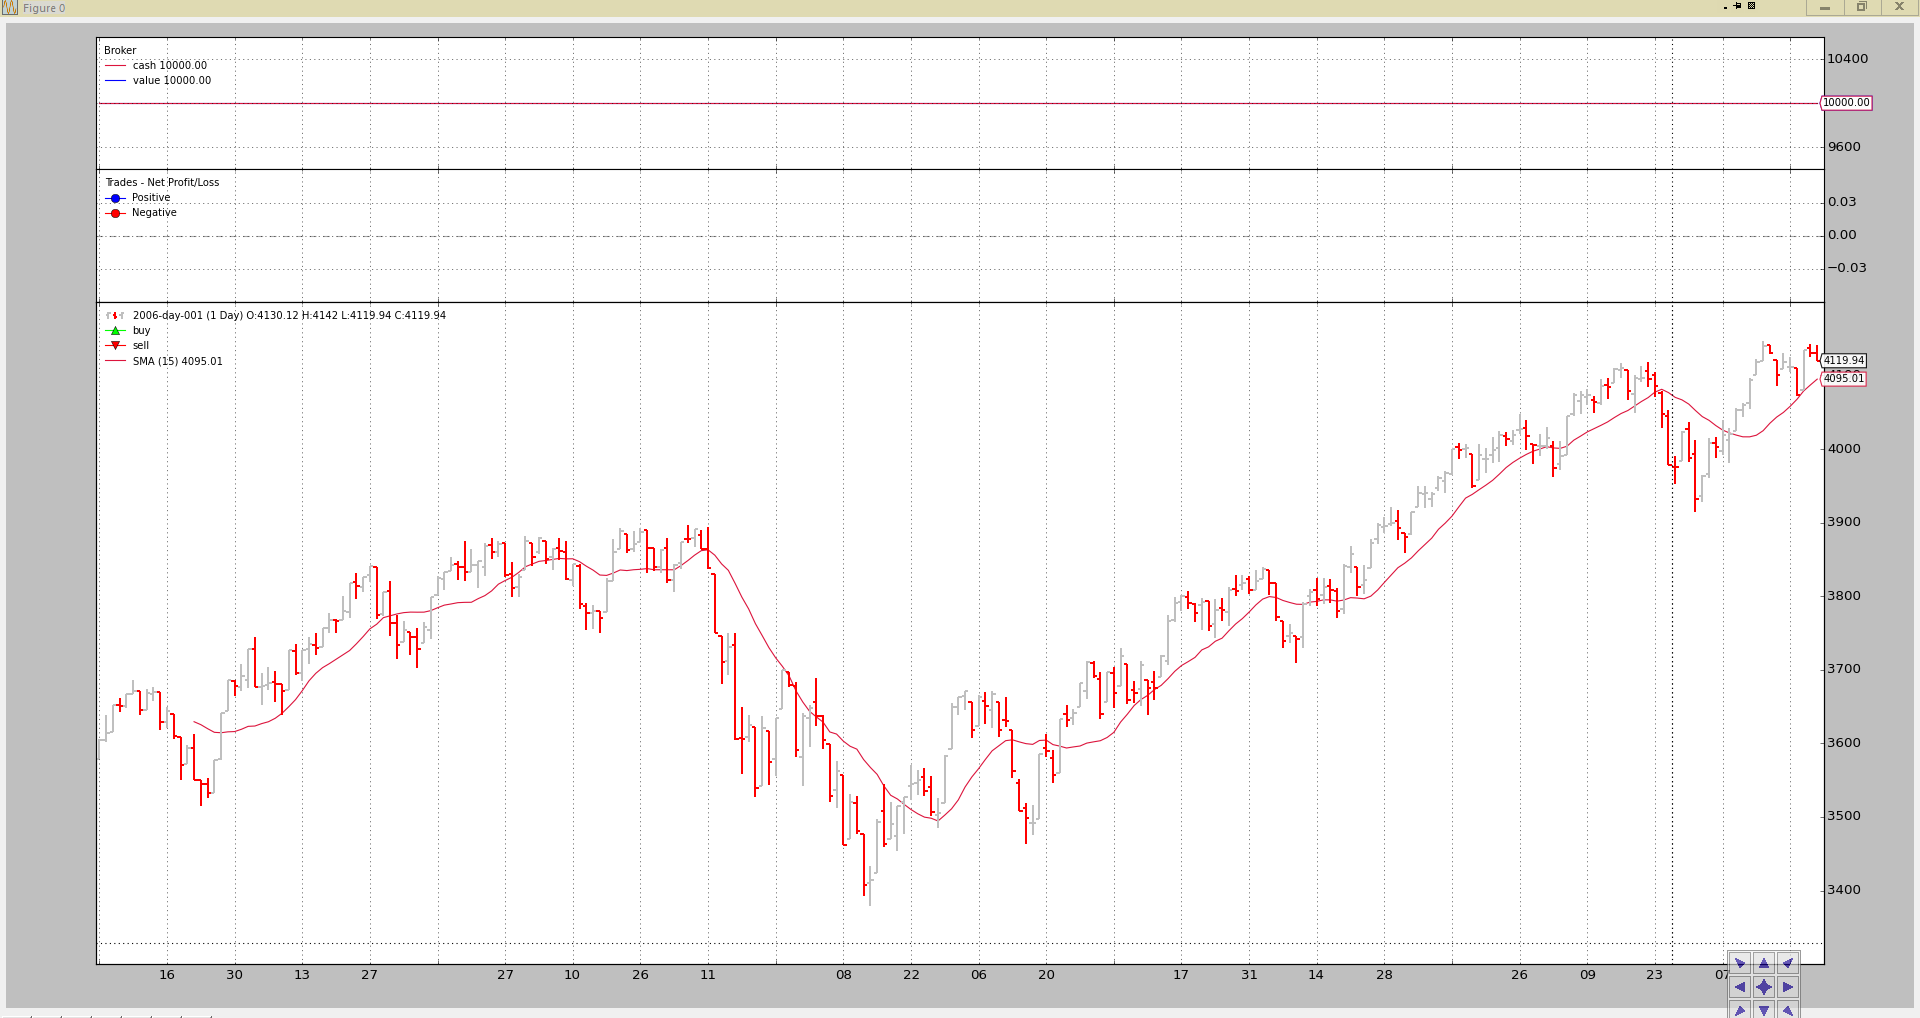 Figure 0
Broker
cash 10000.00
value 10000.00
10400
10000.00
9600
Trades - Net Profit/Loss
Positive
Negative
0.03
0.00
−0.03
2006-day-001 (1 Day) O:4130.12 H:4142 L:4119.94 C:4119.94
buy
sell
SMA (15) 4095.01
4119.94
4095.01
4000
3900
3800
3700
3600
3500
3400
16 30 13 27 27 10 26 11 08 22 06 20 17 31 14 28 26 09 23 07